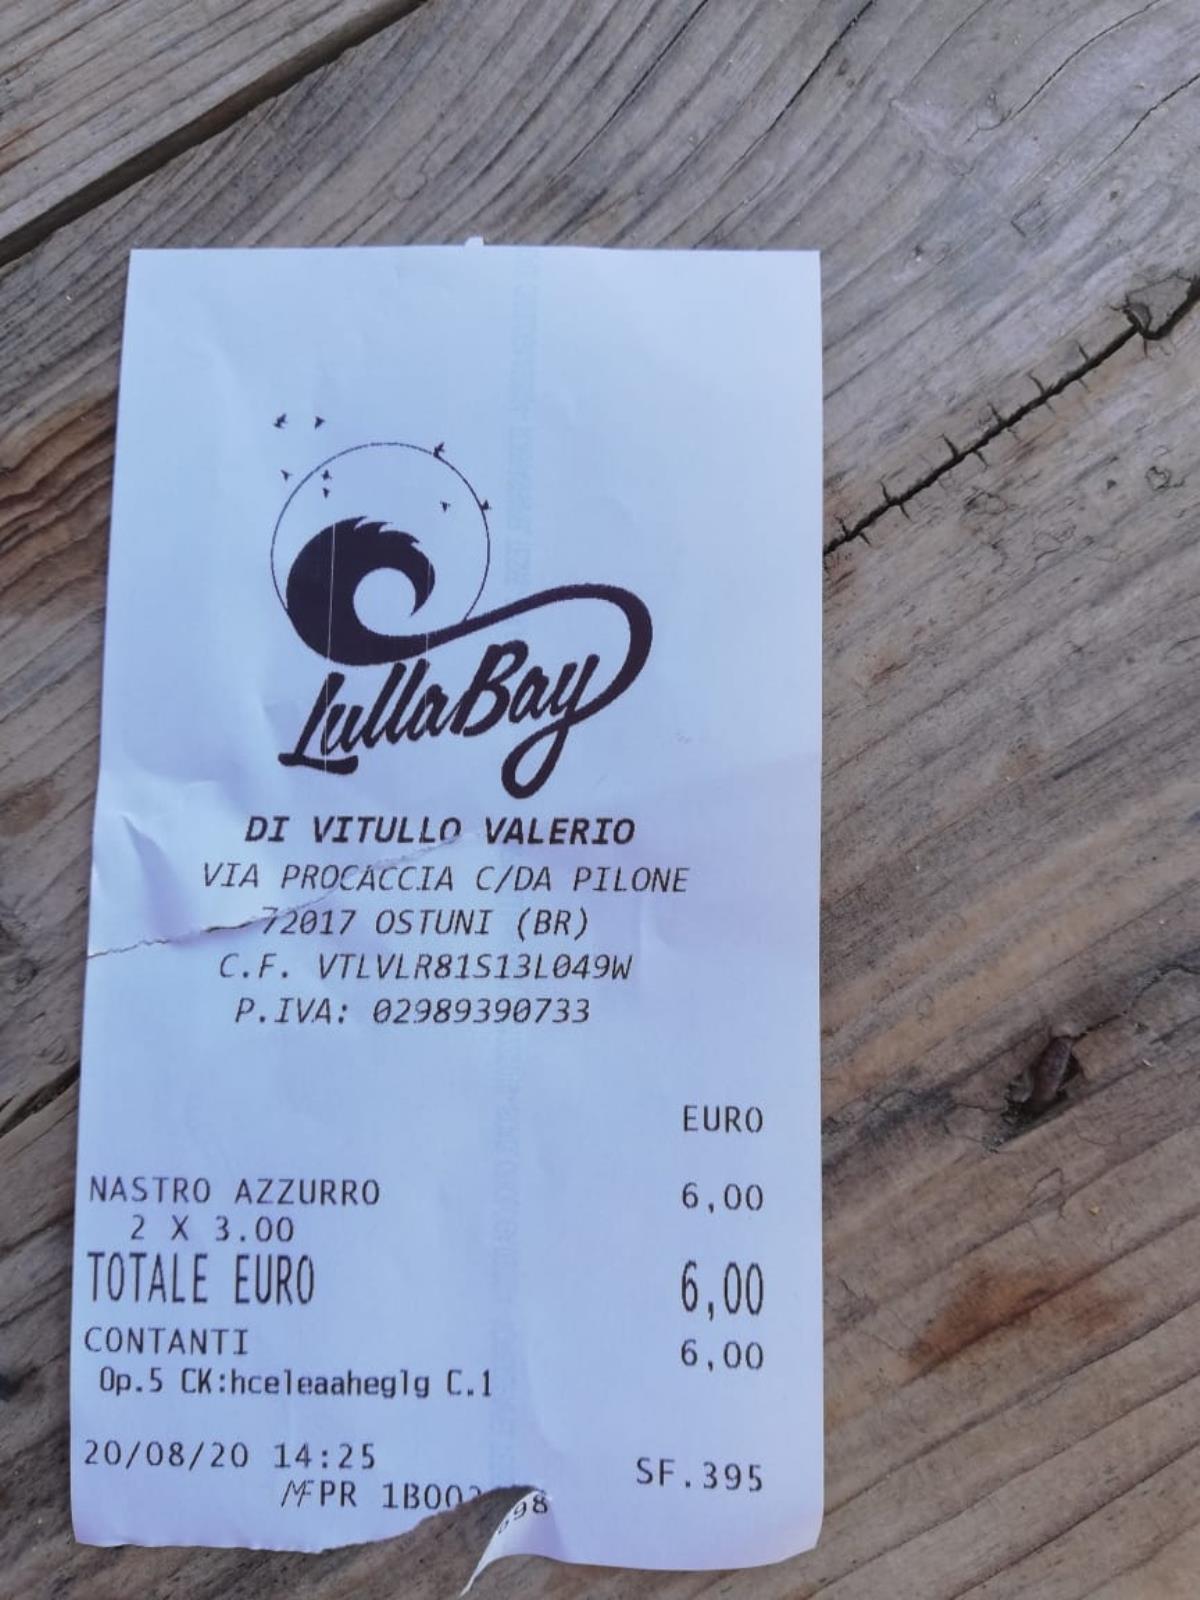 LullaBay
DI VITULLO VALERIO
VIA PROCACCIA C/DA PILONE
72017 OSTUNI (BR)
C.F. VTLVLR81S13L049W
P.IVA: 02989390733
EURO
NASTRO AZZURRO 6,00
2 X 3.00
TOTALE EURO 6,00
CONTANTI 6,00
Op.5 CK:hceleaaheglg C.1
20/08/20 14:25 SF.395
MFPR